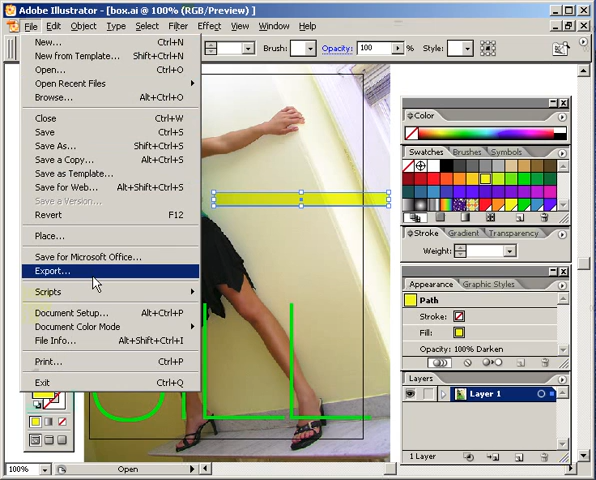 Adobe Illustrator - [box.ai @ 100% (RGB/Preview) ]
File Edit Object Type Select Filter Effect View Window Help
Brush: Opacity: 100 % Style:
New... Ctrl+N
New from Template... Shift+Ctrl+N
Open... Ctrl+O
Open Recent Files
Browse... Alt+Ctrl+O
Close Ctrl+W
Save Ctrl+S
Save As... Shift+Ctrl+S
Save a Copy... Alt+Ctrl+S
Save as Template...
Save for Web... Alt+Shift+Ctrl+S
Save a Version...
Revert F12
Place...
Save for Microsoft Office...
Export...
Scripts
Document Setup... Alt+Ctrl+P
Document Color Mode
File Info... Alt+Shift+Ctrl+I
Print... Ctrl+P
Exit Ctrl+Q
Color
Swatches Brushes Symbols
Stroke Gradient Transparency
Weight:
Appearance Graphic Styles
Path
Stroke:
Fill:
Opacity: 100% Darken
Layers
Layer 1
1 Layer
100% Open